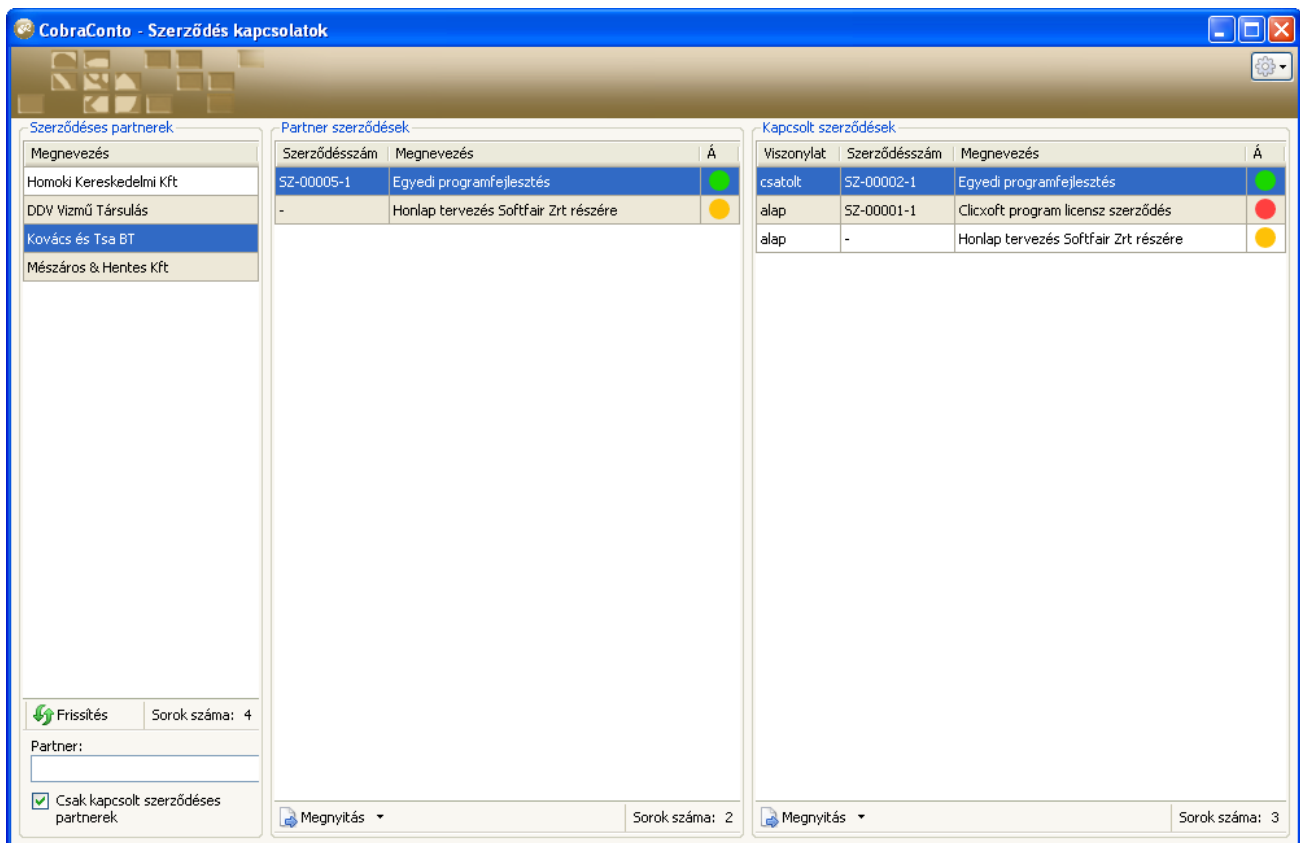 CobraConto - Szerződés kapcsolatok
Szerződéses partnerek
Megnevezés
Homoki Kereskedelmi Kft
DDV Vizmű Társulás
Kovács és Tsa BT
Mészáros & Hentes Kft
Frissítés
Sorok száma: 4
Partner:
Csak kapcsolt szerződéses
partnerek
Partner szerződések
Szerződésszám Megnevezés Á
SZ-00005-1 Egyedi programfejlesztés
- Honlap tervezés Softfair Zrt részére
Megnyitás
Sorok száma: 2
Kapcsolt szerződések
Viszonylat Szerződésszám Megnevezés Á
csatolt SZ-00002-1 Egyedi programfejlesztés
alap SZ-00001-1 Clicxoft program licensz szerződés
alap - Honlap tervezés Softfair Zrt részére
Megnyitás
Sorok száma: 3